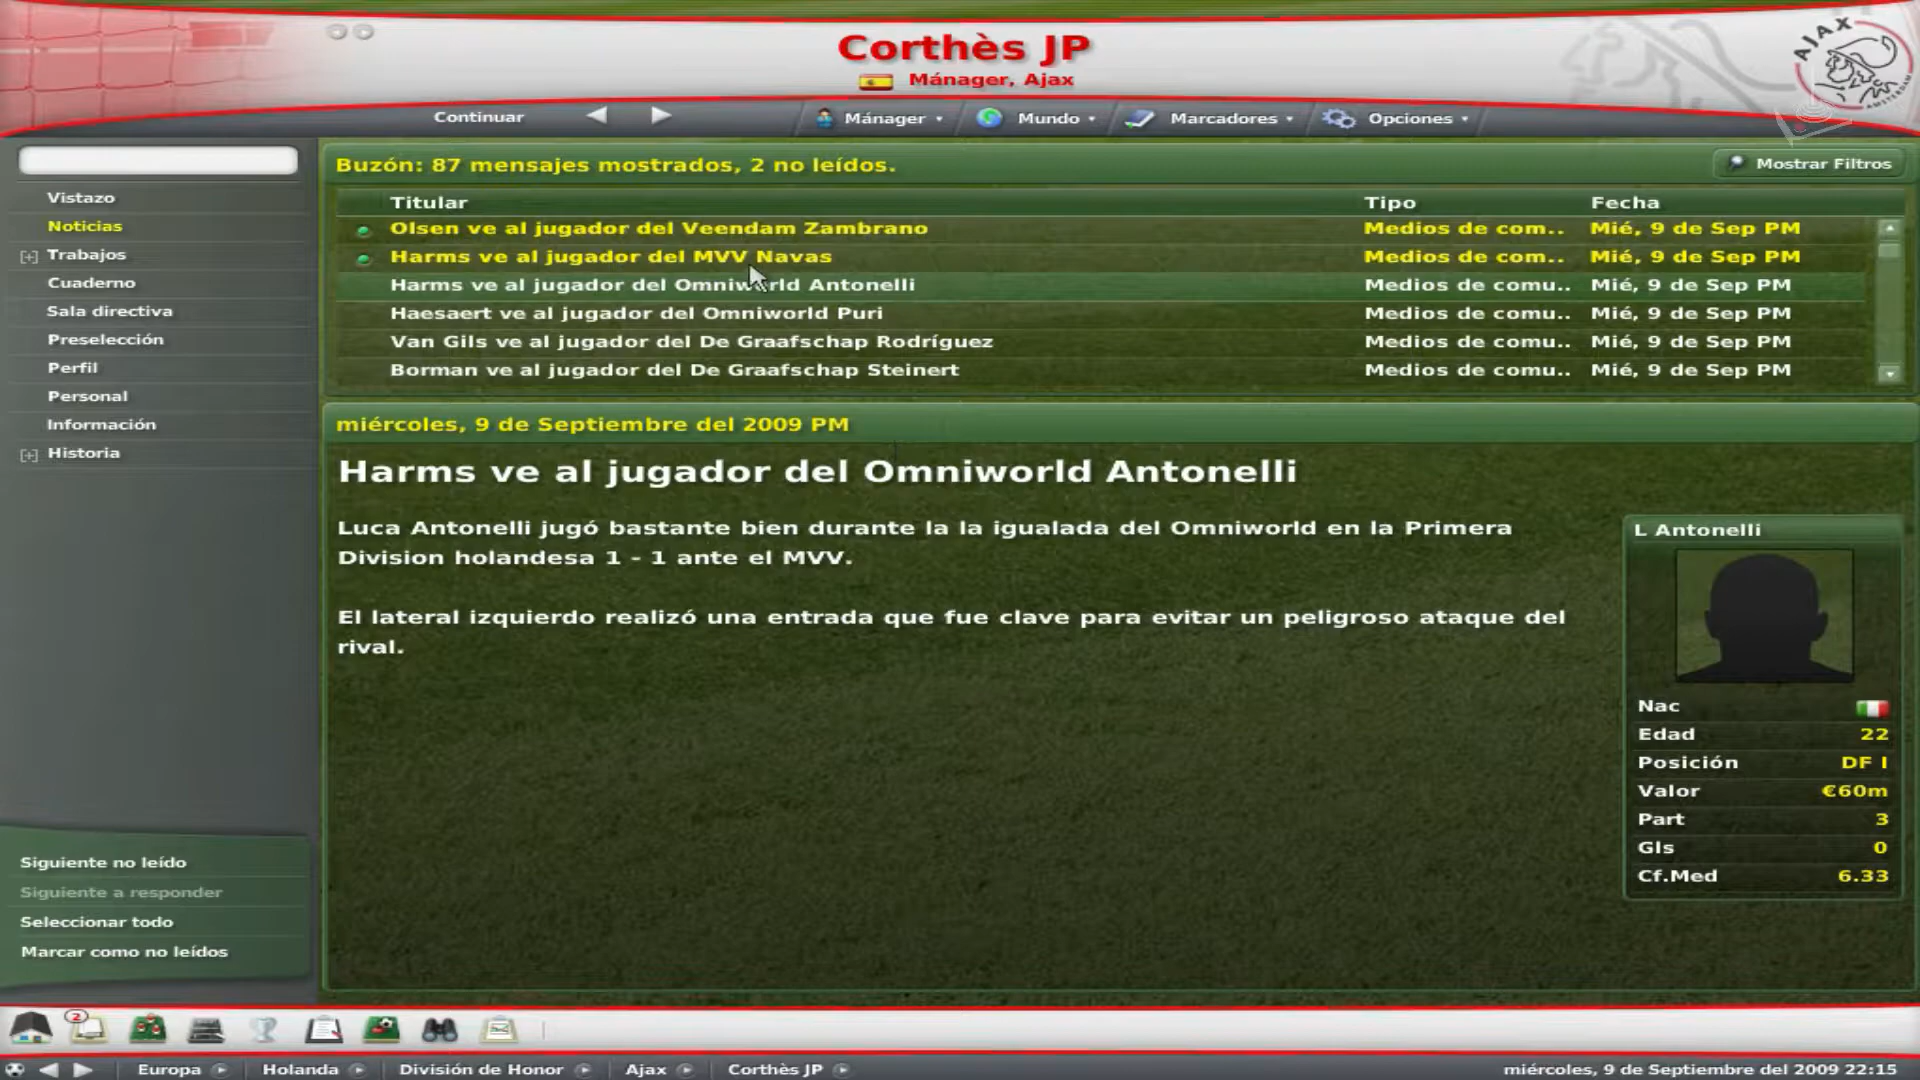 Corthès JP
Mánager, Ajax
AJAX
AMSTERDAM
Continuar
Mánager
Mundo
Marcadores
Opciones
Vistazo
Noticias
[+] Trabajos
Cuaderno
Sala directiva
Preselección
Perfil
Personal
Información
[+] Historia
Buzón: 87 mensajes mostrados, 2 no leídos.
Mostrar Filtros
Titular Tipo Fecha
Olsen ve al jugador del Veendam Zambrano Medios de com.. Mié, 9 de Sep PM
Harms ve al jugador del MVV Navas Medios de com.. Mié, 9 de Sep PM
Harms ve al jugador del Omniworld Antonelli Medios de comu.. Mié, 9 de Sep PM
Haesaert ve al jugador del Omniworld Puri Medios de comu.. Mié, 9 de Sep PM
Van Gils ve al jugador del De Graafschap Rodríguez Medios de comu.. Mié, 9 de Sep PM
Borman ve al jugador del De Graafschap Steinert Medios de comu.. Mié, 9 de Sep PM
miércoles, 9 de Septiembre del 2009 PM
Harms ve al jugador del Omniworld Antonelli
Luca Antonelli jugó bastante bien durante la la igualada del Omniworld en la Primera
Division holandesa 1 - 1 ante el MVV.
El lateral izquierdo realizó una entrada que fue clave para evitar un peligroso ataque del
rival.
L Antonelli
Nac
Edad 22
Posición DF I
Valor €60m
Part 3
Gls 0
Cf.Med 6.33
Siguiente no leído
Siguiente a responder
Seleccionar todo
Marcar como no leídos
2
Europa
Holanda
División de Honor
Ajax
Corthès JP
miércoles, 9 de Septiembre del 2009 22:15